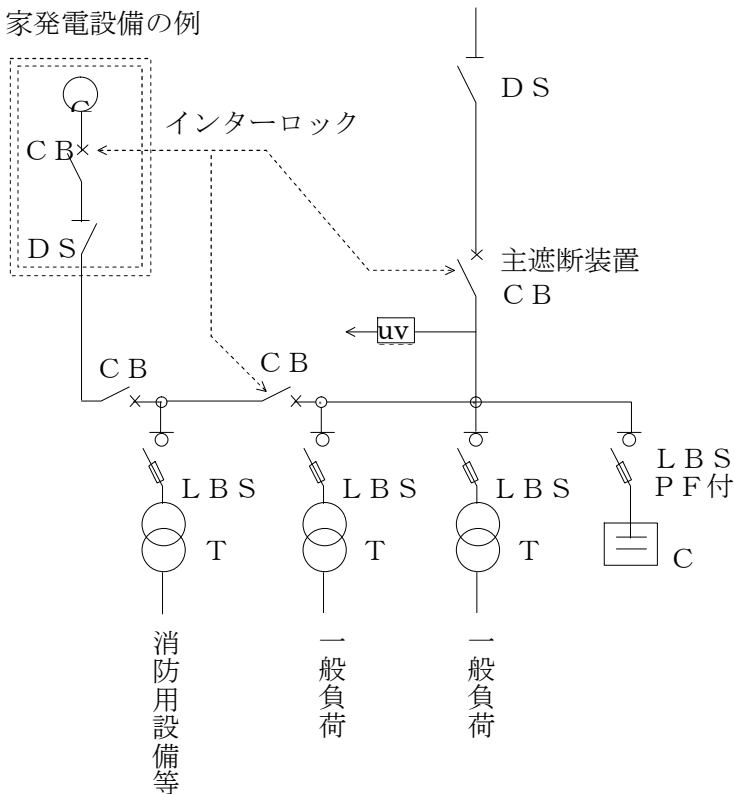 家発電設備の例
DS
G
インターロック
CB
DS
主遮断装置
CB
uv
CB
CB
LBS
LBS
LBS
LBS
PF付
T
T
T
C
消防用設備等
一般負荷
一般負荷